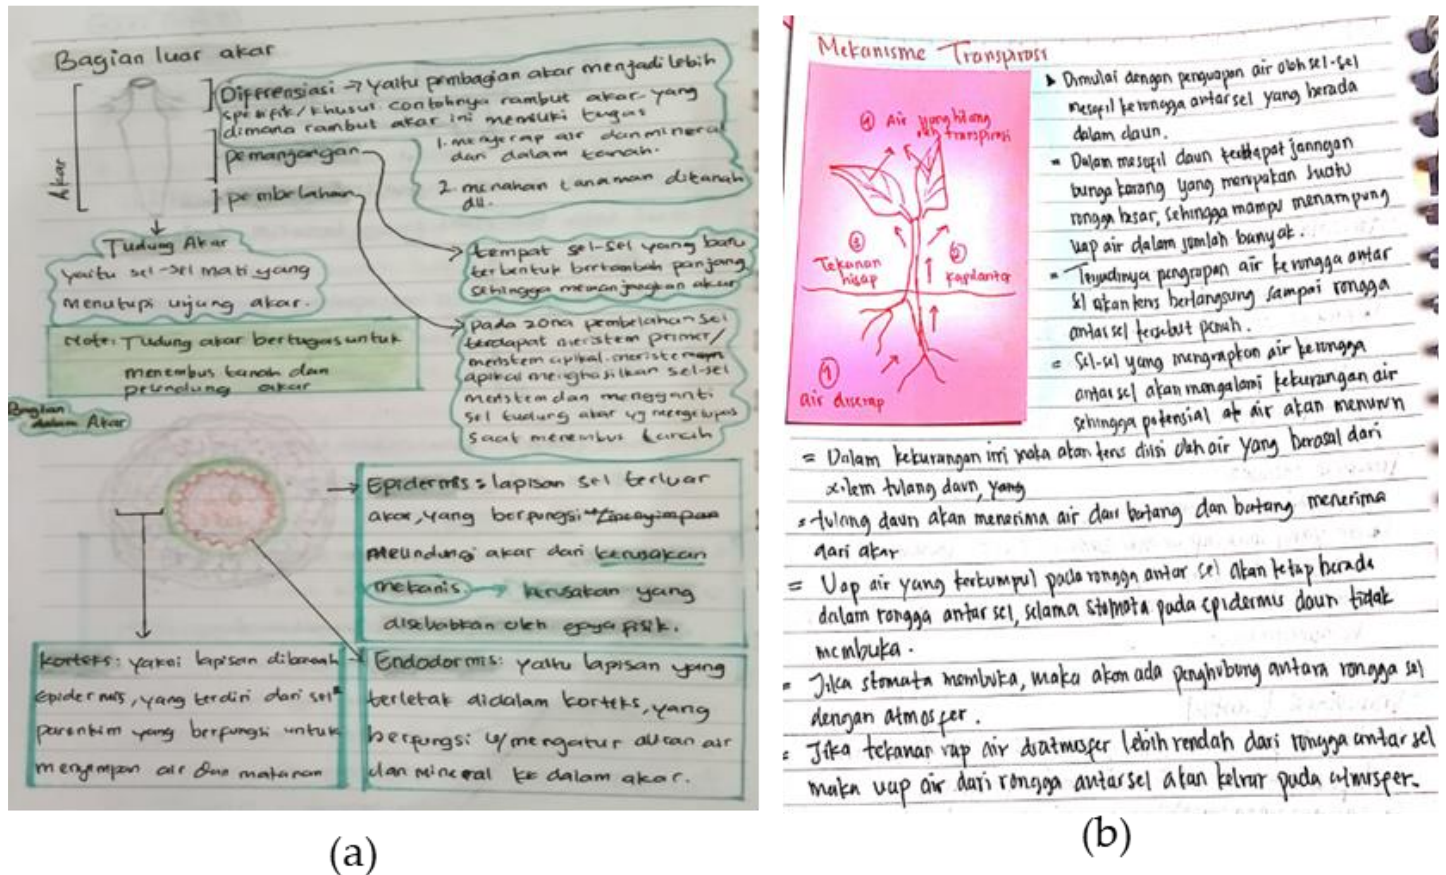 Bagian luar akar
Akar
Differensiasi → yaitu pembagian akar menjadi lebih
spesifik/khusus. contohnya rambut akar yang
dimana rambut akar ini memiliki tugas
1. menyerap air dan mineral
dari dalam tanah.
2. menahan tanaman ditanah
dll.
pemanjangan
pembelahan
Tudung Akar
yaitu sel-sel mati yang
menutupi ujung akar.
Note: Tudung akar bertugas untuk
menembus tanah dan
pelindung akar
tempat sel-sel yang baru
terbentuk bertambah panjang
sehingga memanjangkan akar
pada zona pembelahan sel
terdapat meristem primer/
meristem apikal. meristem
apikal menghasilkan sel-sel
meristem dan mengganti
sel tudung akar yg mengelupas
saat menembus tanah
Bagian
dalam Akar
Epidermis: lapisan sel terluar
akar, yang berfungsi
melindungi akar dari kerusakan
mekanis. → kerusakan yang
disebabkan oleh gaya fisik.
korteks: yakni lapisan dibawah
Epidermis, yang terdiri dari sel²
parenkim yang berfungsi untuk
menyimpan air dan makanan
Endodermis: yaitu lapisan yang
terletak didalam korteks, yang
berfungsi u/ mengatur aliran air
dan mineral ke dalam akar.
(a)
Mekanisme Transpirasi
④ Air yang hilang
oleh transpirasi
③
Tekanan
hisap
②
Kapilaritas
①
air diserap
Dimulai dengan penguapan air oleh sel-sel
mesofil kerongga antar sel yang berada
dalam daun.
= Dalam mesofil daun terdapat jaringan
bunga karang yang merupakan suatu
rongga besar, sehingga mampu menampung
uap air dalam jumlah banyak.
= Terjadinya penguapan air kerongga antar
sel akan terus berlangsung sampai rongga
antar sel tersebut penuh.
= Sel-sel yang menguapkan air kerongga
antar sel akan mengalami kekurangan air
sehingga potensial air akan menurun
= Dalam kekurangan ini maka akan terus diisi oleh air yang berasal dari
xilem tulang daun, yang
= tulang daun akan menerima air dari batang dan batang menerima
dari akar
= Uap air yang terkumpul pada rongga antar sel akan tetap berada
dalam rongga antar sel, selama stomata pada epidermis daun tidak
membuka.
= Jika stomata membuka, maka akan ada penghubung antara rongga sel
dengan atmosfer.
= Jika tekanan uap air diatmosfer lebih rendah dari rongga antar sel
maka uap air dari rongga antar sel akan keluar pada atmosper.
(b)